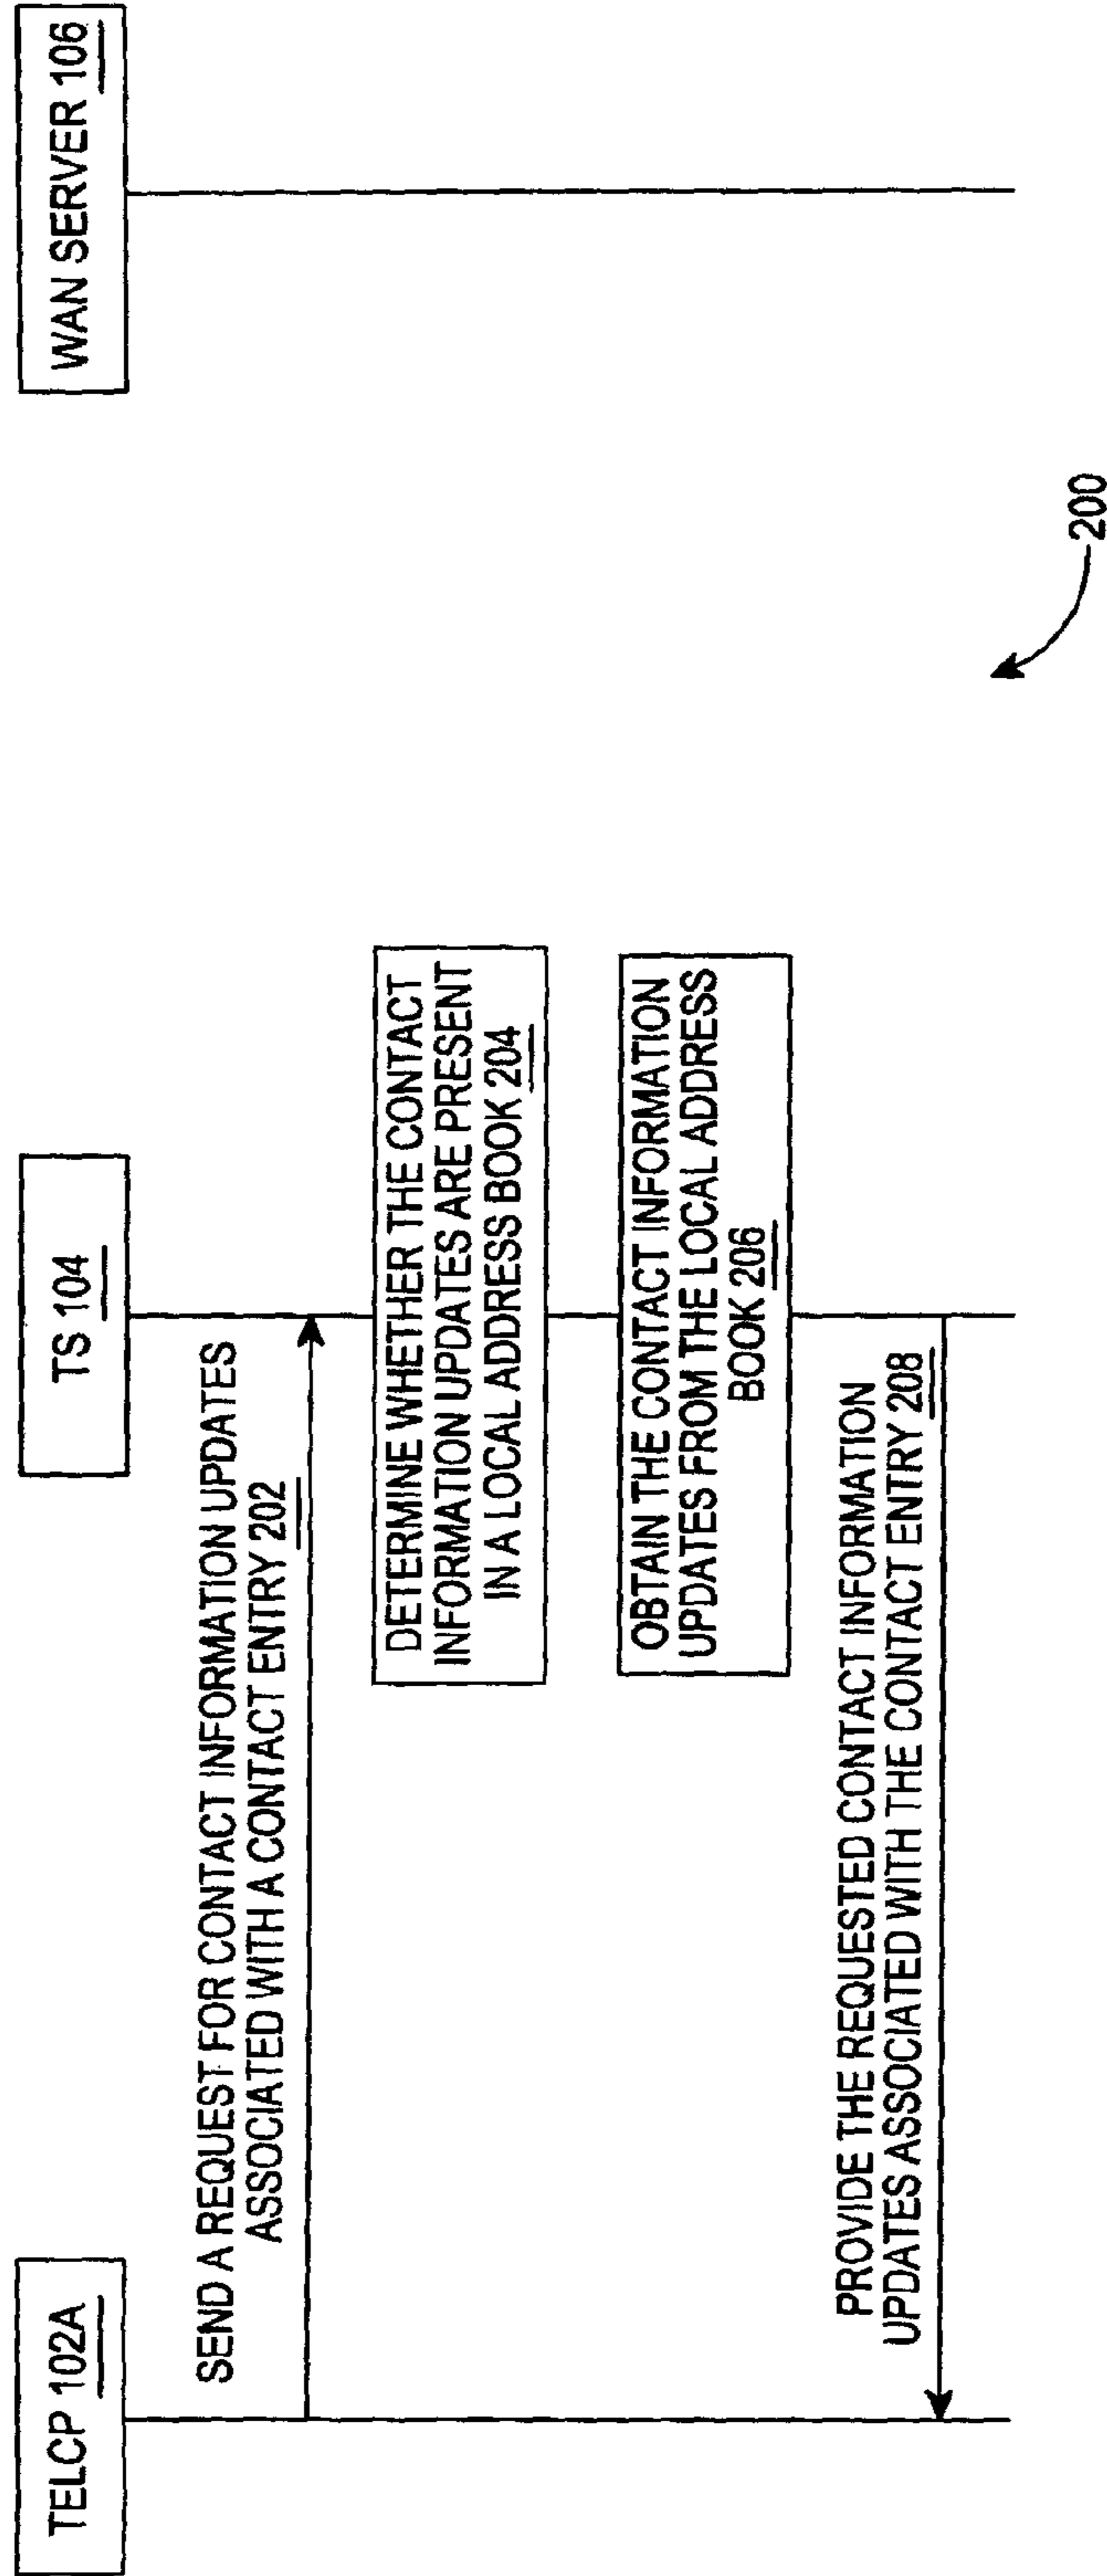 TELCP 102A
TS 104
WAN SERVER 106
SEND A REQUEST FOR CONTACT INFORMATION UPDATES
ASSOCIATED WITH A CONTACT ENTRY 202
DETERMINE WHETHER THE CONTACT
INFORMATION UPDATES ARE PRESENT
IN A LOCAL ADDRESS BOOK 204
OBTAIN THE CONTACT INFORMATION
UPDATES FROM THE LOCAL ADDRESS
BOOK 206
PROVIDE THE REQUESTED CONTACT INFORMATION
UPDATES ASSOCIATED WITH THE CONTACT ENTRY 208
200